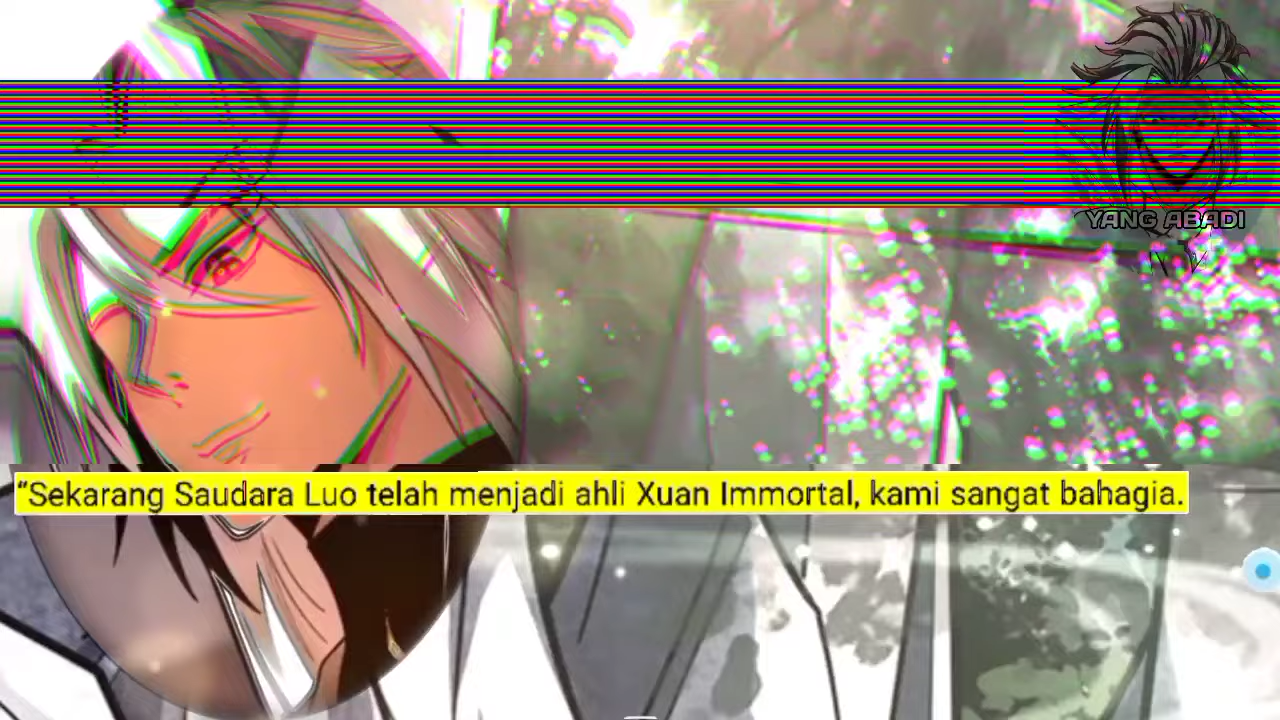 YANG ABADI
“Sekarang Saudara Luo telah menjadi ahli Xuan Immortal, kami sangat bahagia.